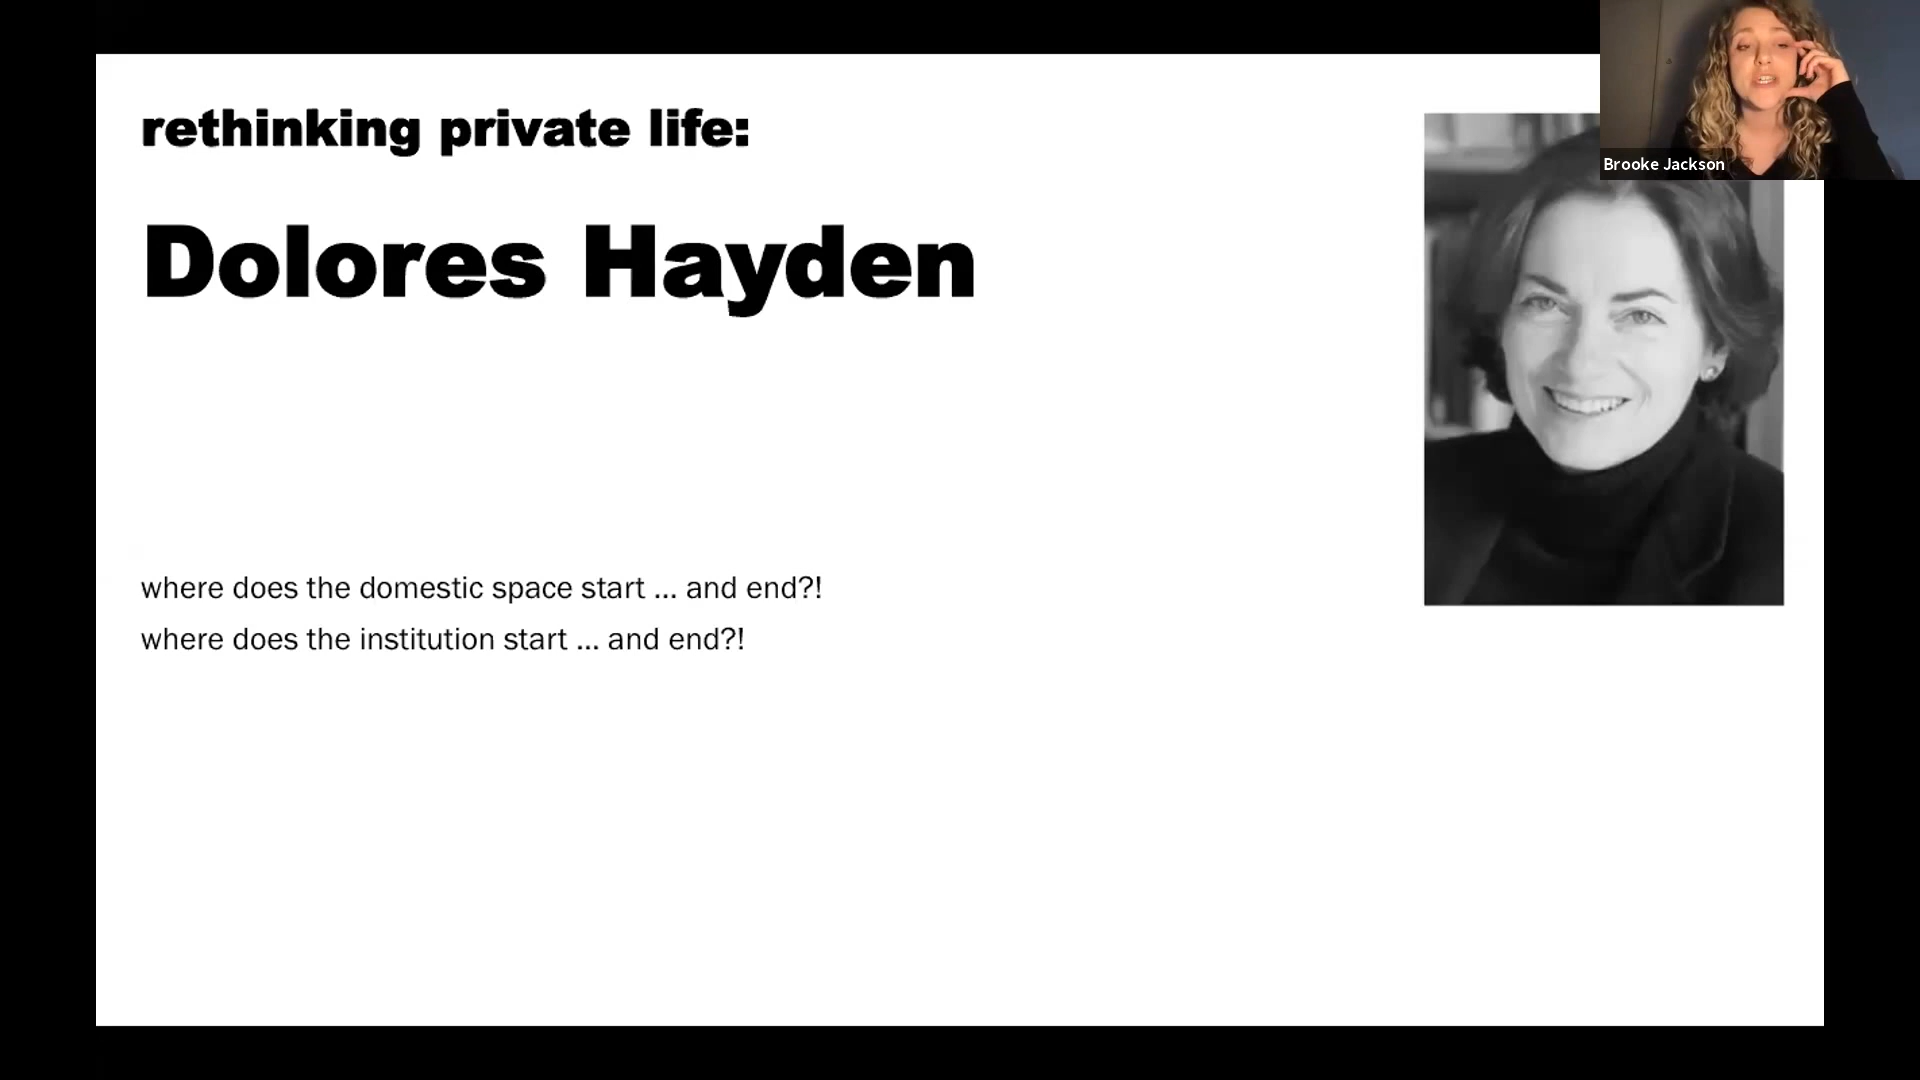 rethinking private life:
Dolores Hayden
where does the domestic space start ... and end?!
where does the institution start ... and end?!
Brooke Jackson